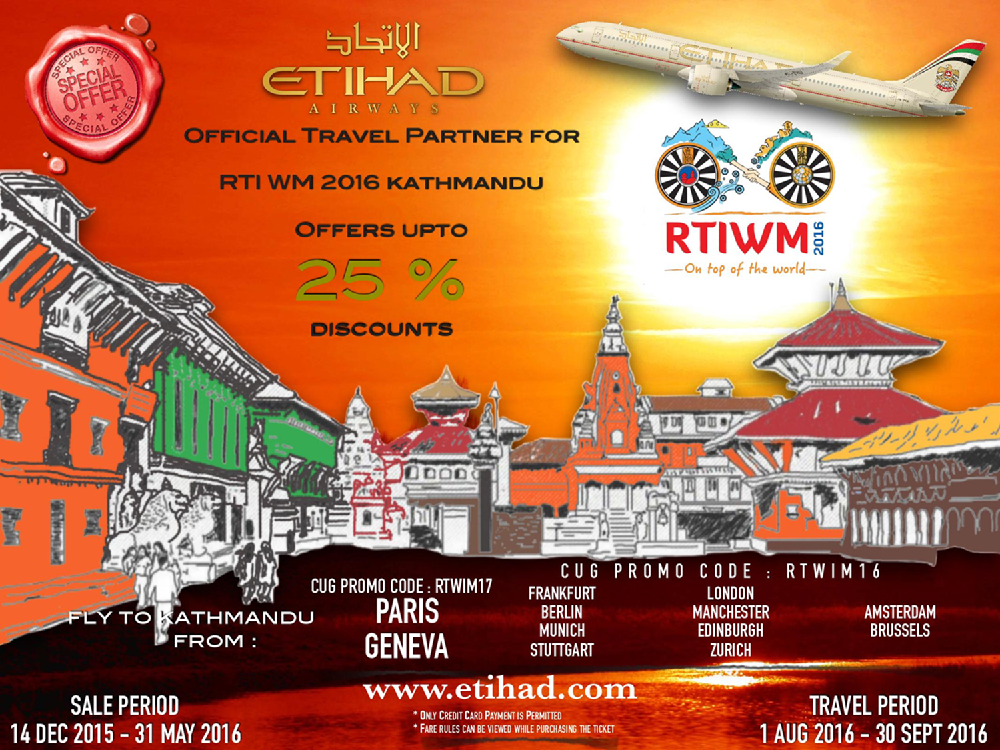 SPECIAL OFFER
SPECIAL
OFFER
SPECIAL OFFER
الإتحاد
ETIHAD
AIRWAYS
OFFICIAL TRAVEL PARTNER FOR
RTI WM 2016 KATHMANDU
OFFERS UPTO
25 %
DISCOUNTS
ETIHAD
RTIWM 2016
On top of the world
CUG PROMO CODE : RTWIM17
PARIS
GENEVA
CUG PROMO CODE : RTWIM16
FRANKFURT
BERLIN
MUNICH
STUTTGART
LONDON
MANCHESTER
EDINBURGH
ZURICH
AMSTERDAM
BRUSSELS
FLY TO KATHMANDU
FROM :
www.etihad.com
* ONLY CREDIT CARD PAYMENT IS PERMITTED
* FARE RULES CAN BE VIEWED WHILE PURCHASING THE TICKET
SALE PERIOD
14 DEC 2015 - 31 MAY 2016
TRAVEL PERIOD
1 AUG 2016 - 30 SEPT 2016